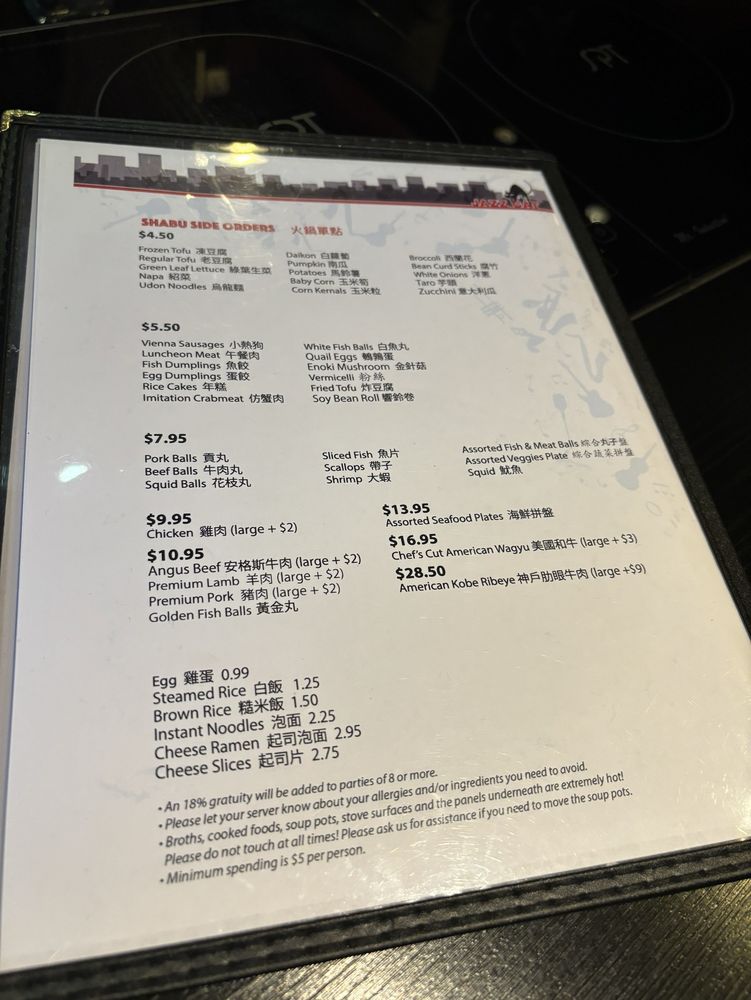 JAZZ CAT
SHABU SIDE ORDERS 火鍋單點
$4.50
Frozen Tofu 凍豆腐
Regular Tofu 老豆腐
Green Leaf Lettuce 綠葉生菜
Napa 紹菜
Udon Noodles 烏龍麵
Daikon 白蘿蔔
Pumpkin 南瓜
Potatoes 馬鈴薯
Baby Corn 玉米筍
Corn Kernals 玉米粒
Broccoli 西蘭花
Bean Curd Sticks 腐竹
White Onions 洋蔥
Taro 芋頭
Zucchini 意大利瓜
$5.50
Vienna Sausages 小熱狗
Luncheon Meat 午餐肉
Fish Dumplings 魚餃
Egg Dumplings 蛋餃
Rice Cakes 年糕
Imitation Crabmeat 仿蟹肉
White Fish Balls 白魚丸
Quail Eggs 鵪鶉蛋
Enoki Mushroom 金針菇
Vermicelli 粉絲
Fried Tofu 炸豆腐
Soy Bean Roll 響鈴卷
$7.95
Pork Balls 貢丸
Beef Balls 牛肉丸
Squid Balls 花枝丸
Sliced Fish 魚片
Scallops 帶子
Shrimp 大蝦
Assorted Fish & Meat Balls 綜合丸子盤
Assorted Veggies Plate 綜合蔬菜拼盤
Squid 魷魚
$9.95
Chicken 雞肉 (large + $2)
$10.95
Angus Beef 安格斯牛肉 (large + $2)
Premium Lamb 羊肉 (large + $2)
Premium Pork 豬肉 (large + $2)
Golden Fish Balls 黃金丸
$13.95
Assorted Seafood Plates 海鮮拼盤
$16.95
Chef's Cut American Wagyu 美國和牛 (large + $3)
$28.50
American Kobe Ribeye 神戶肋眼牛肉 (large +$9)
Egg 雞蛋 0.99
Steamed Rice 白飯 1.25
Brown Rice 糙米飯 1.50
Instant Noodles 泡面 2.25
Cheese Ramen 起司泡面 2.95
Cheese Slices 起司片 2.75
• An 18% gratuity will be added to parties of 8 or more.
• Please let your server know about your allergies and/or ingredients you need to avoid.
• Broths, cooked foods, soup pots, stove surfaces and the panels underneath are extremely hot!
Please do not touch at all times! Please ask us for assistance if you need to move the soup pots.
• Minimum spending is $5 per person.